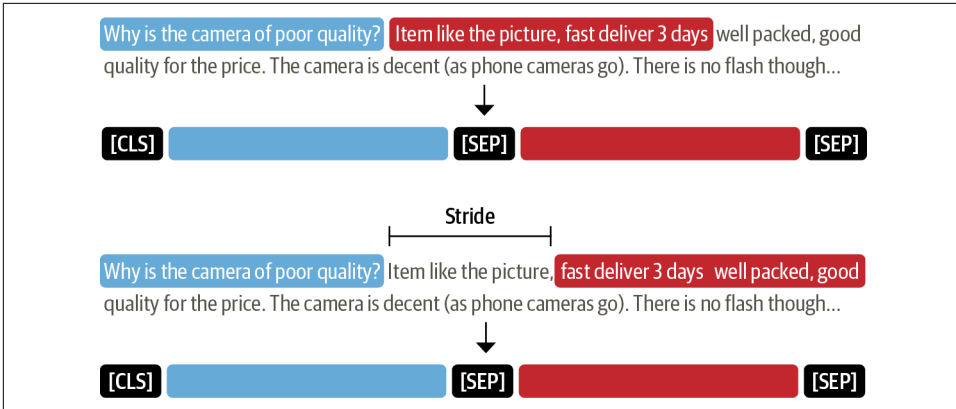 Why is the camera of poor quality? Item like the picture, fast deliver 3 days well packed, good
quality for the price. The camera is decent (as phone cameras go). There is no flash though...
[CLS] [SEP] [SEP]
Stride
Why is the camera of poor quality? Item like the picture, fast deliver 3 days well packed, good
quality for the price. The camera is decent (as phone cameras go). There is no flash though...
[CLS] [SEP] [SEP]